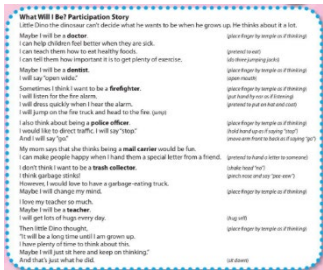 What Will I Be? Participation Story
Little Dino the dinosaur can't decide what he wants to be when he grows up. He thinks about it a lot.
Maybe I will be a doctor. (place finger by temple as if thinking)
I can help children feel better when they are sick.
I can teach them how to eat healthy foods. (pretend to eat)
I can tell them how important it is to get plenty of exercise. (do three jumping jacks)
Maybe I will be a dentist. (place finger by temple as if thinking)
I will say "open wide." (open mouth)
Sometimes I think I want to be a firefighter. (place finger by temple as if thinking)
I will listen for the fire alarm. (put hand by ear as if listening)
I will dress quickly when I hear the alarm. (pretend to put on hat and coat)
I will jump on the fire truck and head to the fire. (jump)
I also think about being a police officer. (place finger by temple as if thinking)
I would like to direct traffic. I will say "stop." (hold hand up as if saying "stop")
And I will say "go." (move arm front to back as if saying "go")
My mom says that she thinks being a mail carrier would be fun.
I can make people happy when I hand them a special letter from a friend. (pretend to hand a letter to someone)
I don't think I want to be a trash collector. (shake head "no")
I think garbage stinks! (pinch nose and say "pee-yew")
However, I would love to have a garbage-eating truck.
Maybe I will change my mind. (place finger by temple as if thinking)
I love my teacher so much.
Maybe I will be a teacher. (place finger by temple as if thinking)
I will get lots of hugs every day. (hug self)
Then little Dino thought, (place finger by temple as if thinking)
"It will be a long time until I am grown up.
I have plenty of time to think about this.
Maybe I will just sit here and keep on thinking."
And that's just what he did. (sit down)